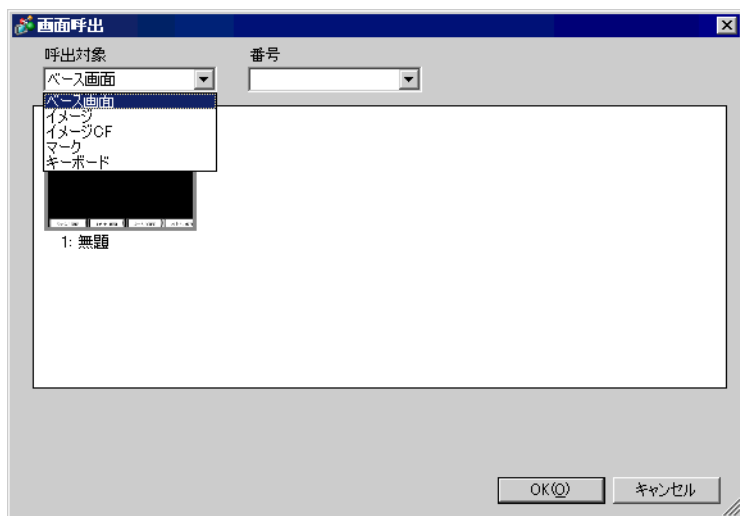 画面呼出
呼出対象
番号
ベース画面
ベース画面
イメージ
イメージCF
マーク
キーボード
1: 無題
OK(O)
キャンセル